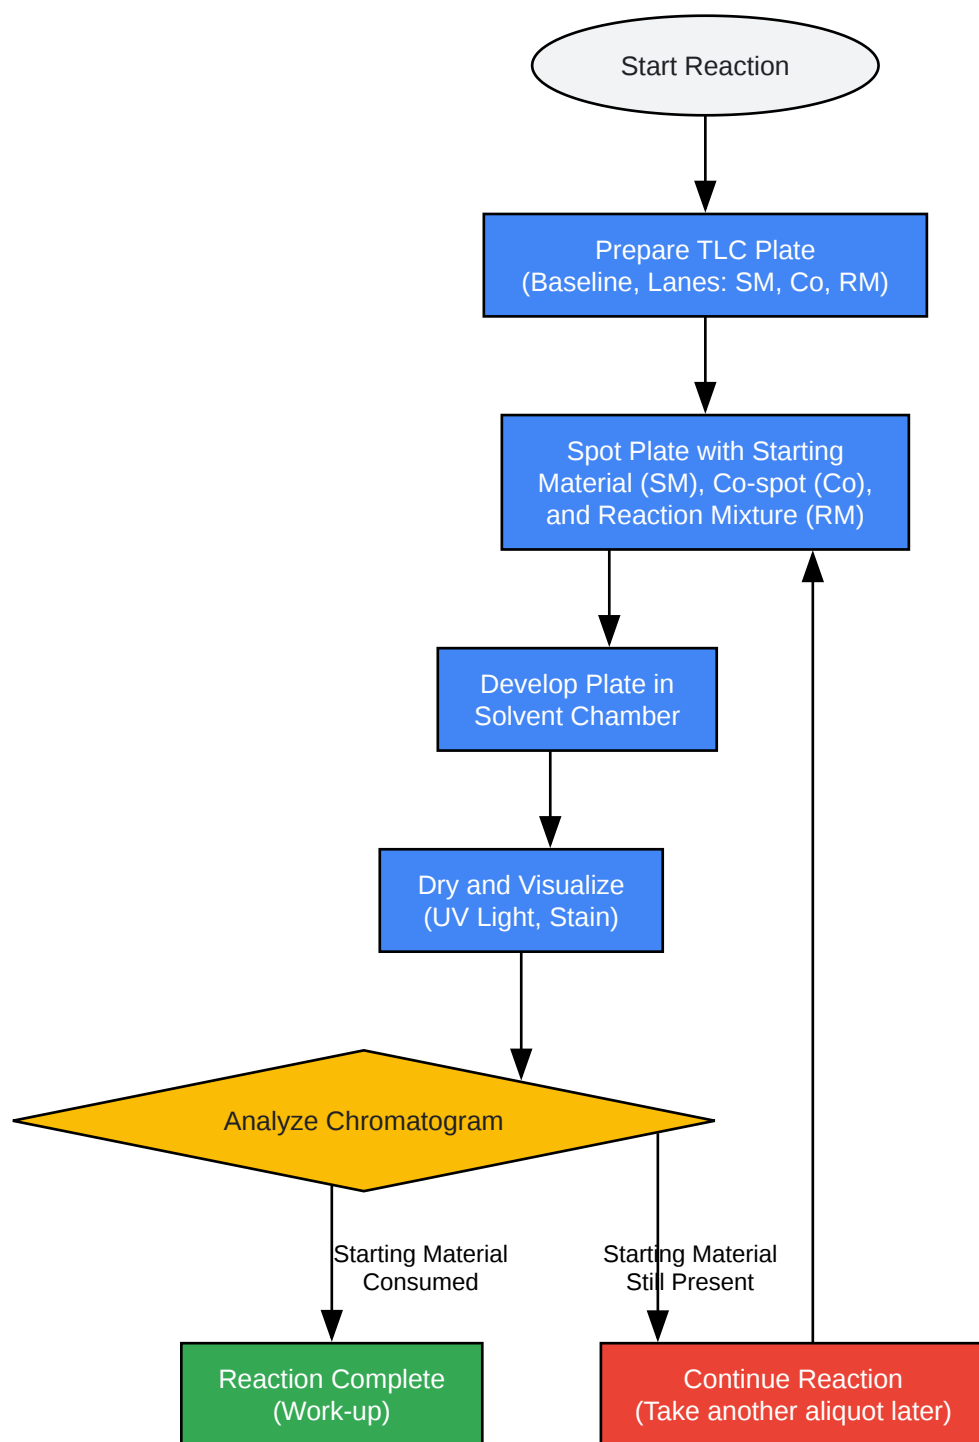 Start Reaction
Prepare TLC Plate
(Baseline, Lanes: SM, Co, RM)
Spot Plate with Starting
Material (SM), Co-spot (Co),
and Reaction Mixture (RM)
Develop Plate in
Solvent Chamber
Dry and Visualize
(UV Light, Stain)
Analyze Chromatogram
Starting Material
Consumed
Starting Material
Still Present
Reaction Complete
(Work-up)
Continue Reaction
(Take another aliquot later)